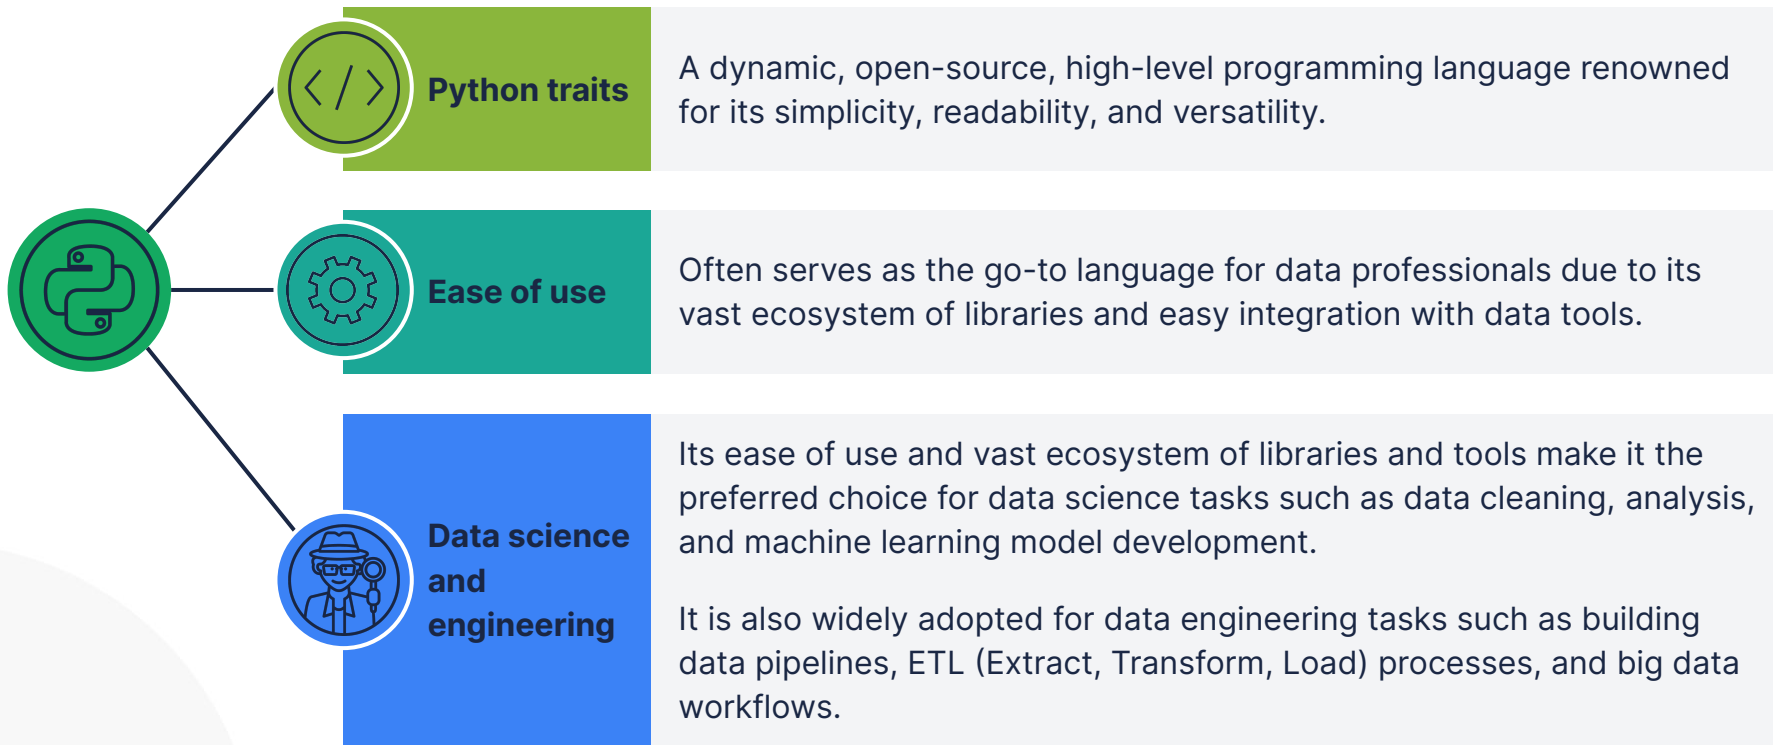 Python traits
A dynamic, open-source, high-level programming language renowned
for its simplicity, readability, and versatility.
Ease of use
Often serves as the go-to language for data professionals due to its
vast ecosystem of libraries and easy integration with data tools.
Data science
and
engineering
Its ease of use and vast ecosystem of libraries and tools make it the
preferred choice for data science tasks such as data cleaning, analysis,
and machine learning model development.
It is also widely adopted for data engineering tasks such as building
data pipelines, ETL (Extract, Transform, Load) processes, and big data
workflows.